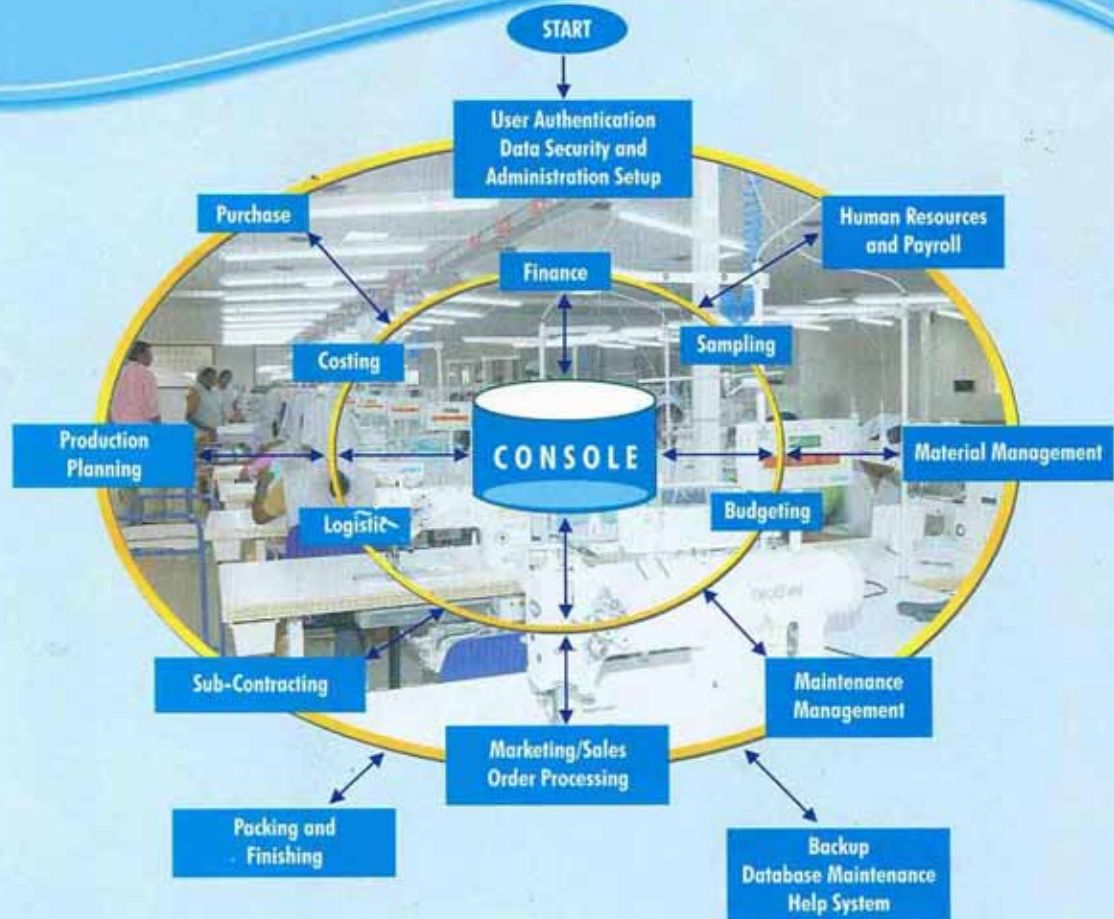 START
User Authentication
Data Security and
Administration Setup
Purchase
Human Resources
and Payroll
Finance
Costing
Sampling
Production
Planning
CONSOLE
Material Management
Logistic
Budgeting
brother
Sub-Contracting
Maintenance
Management
Marketing/Sales
Order Processing
Packing and
Finishing
Backup
Database Maintenance
Help System